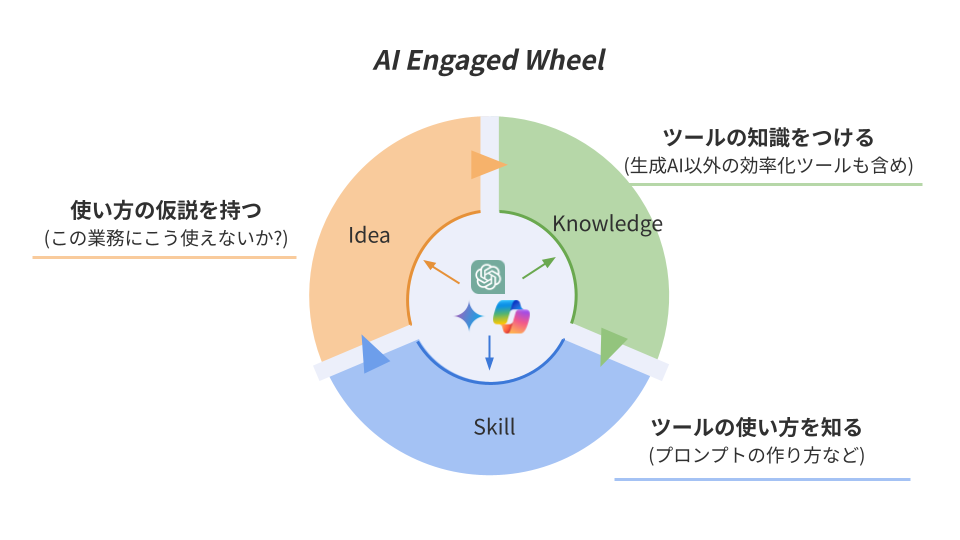 AI Engaged Wheel
ツールの知識をつける
(生成AI以外の効率化ツールも含め)
使い方の仮説を持つ
(この業務にこう使えないか?)
Idea
Knowledge
Skill
ツールの使い方を知る
(プロンプトの作り方など)